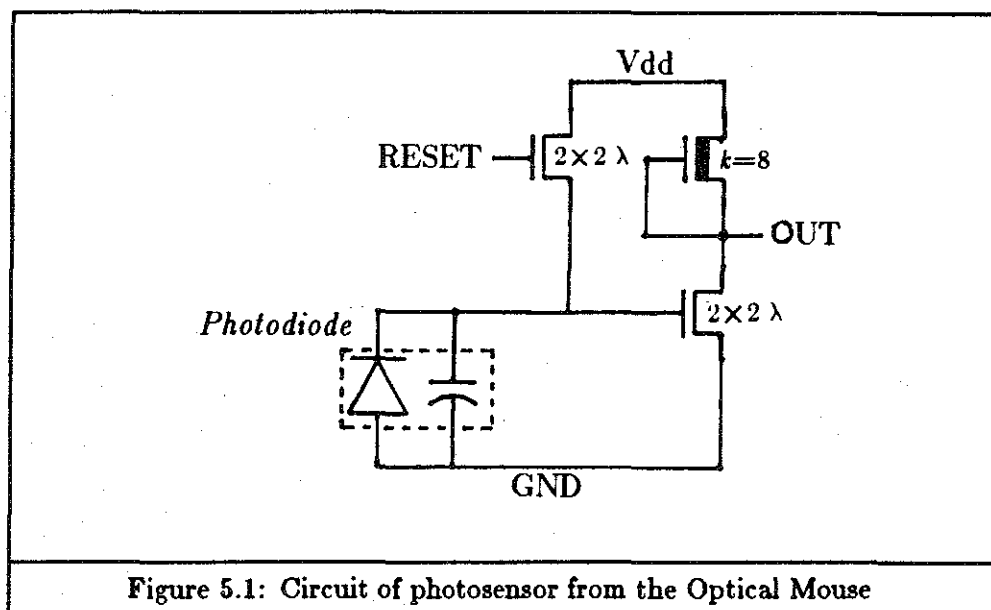 Vdd
RESET
2×2 λ
k=8
OUT
2×2 λ
Photodiode
GND
Figure 5.1: Circuit of photosensor from the Optical Mouse